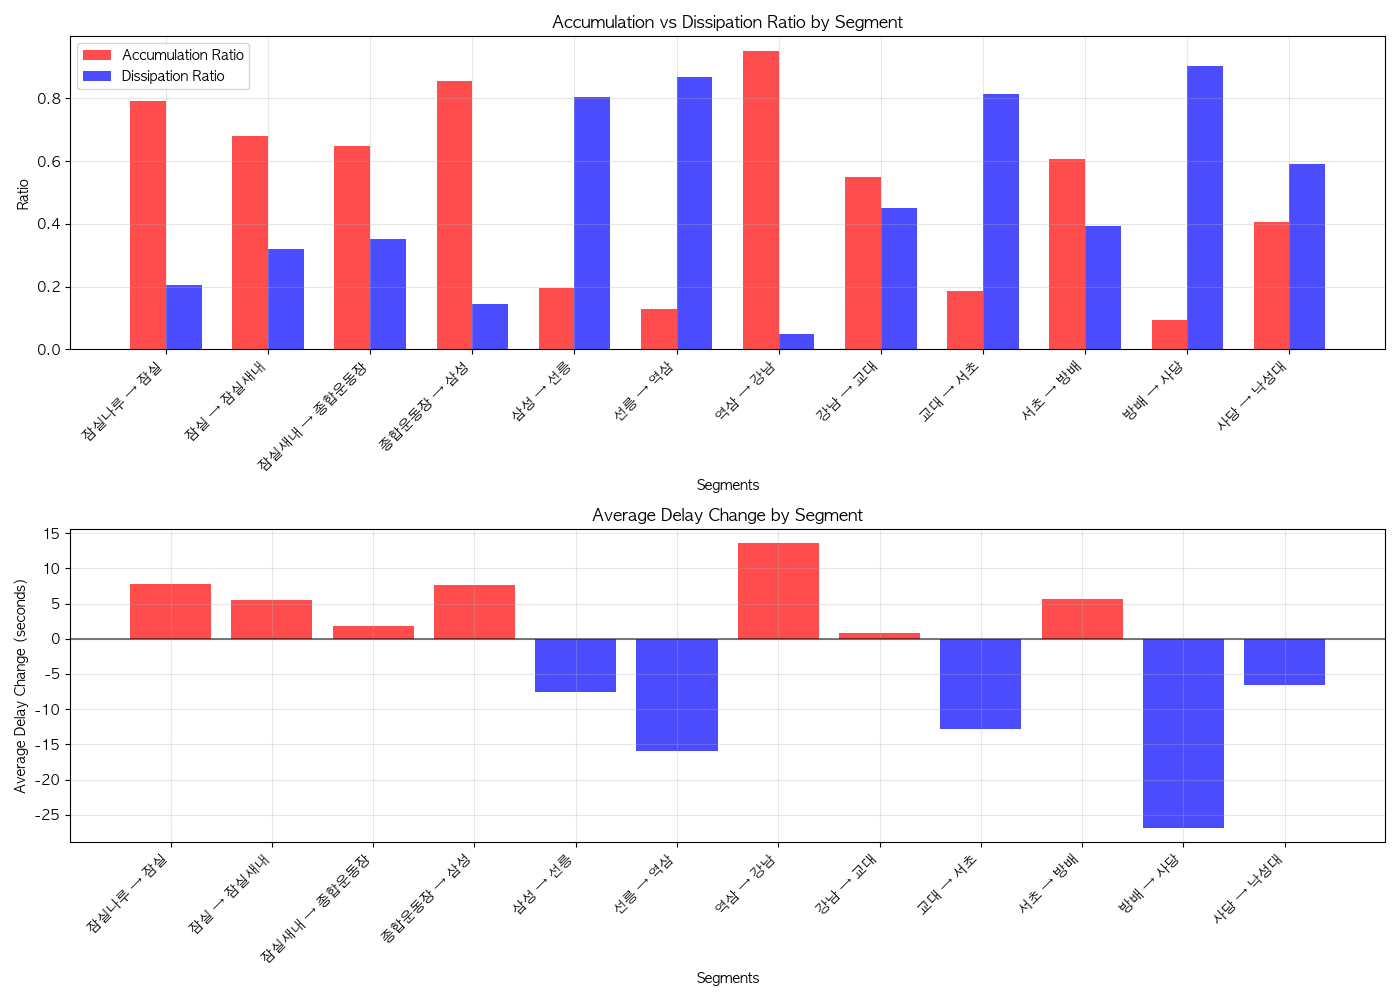 Accumulation vs Dissipation Ratio by Segment
Accumulation Ratio
Dissipation Ratio
Ratio
0.8
0.6
0.4
0.2
0.0
잠실나루 → 잠실
잠실 → 잠실새내
잠실새내 → 종합운동장
종합운동장 → 삼성
삼성 → 선릉
선릉 → 역삼
역삼 → 강남
강남 → 교대
교대 → 서초
서초 → 방배
방배 → 사당
사당 → 낙성대
Segments
Average Delay Change by Segment
Average Delay Change (seconds)
15
10
5
0
-5
-10
-15
-20
-25
잠실나루 → 잠실
잠실 → 잠실새내
잠실새내 → 종합운동장
종합운동장 → 삼성
삼성 → 선릉
선릉 → 역삼
역삼 → 강남
강남 → 교대
교대 → 서초
서초 → 방배
방배 → 사당
사당 → 낙성대
Segments